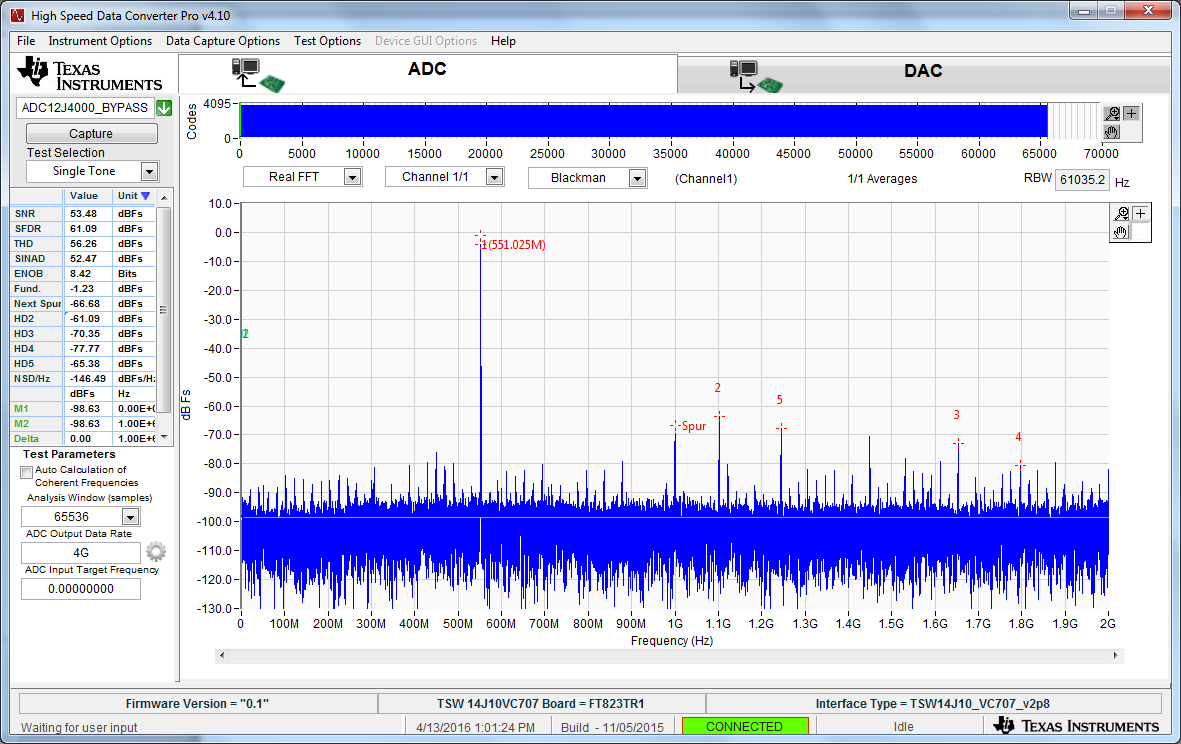 High Speed Data Converter Pro v4.10
File Instrument Options Data Capture Options Test Options Device GUI Options Help
TEXAS
INSTRUMENTS
ADC
DAC
ADC12J4000_BYPASS
Capture
Test Selection
Single Tone
Value Unit
SNR 53.48 dBFs
SFDR 61.09 dBFs
THD 56.26 dBFs
SINAD 52.47 dBFs
ENOB 8.42 Bits
Fund. -1.23 dBFs
Next Spur -66.68 dBFs
HD2 -61.09 dBFs
HD3 -70.35 dBFs
HD4 -77.77 dBFs
HD5 -65.38 dBFs
NSD/Hz -146.49 dBFs/Hz
dBFs Hz
M1 -98.63 0.00E+
M2 -98.63 1.00E+
Delta 0.00 1.00E+
Test Parameters
Auto Calculation of
Coherent Frequencies
Analysis Window (samples)
65536
ADC Output Data Rate
4G
ADC Input Target Frequency
0.00000000
Codes
4095
0
0 5000 10000 15000 20000 25000 30000 35000 40000 45000 50000 55000 60000 65000 70000
Real FFT Channel 1/1 Blackman (Channel1) 1/1 Averages RBW 61035.2 Hz
dBFs
10.0
0.0
-10.0
-20.0
-30.0
-40.0
-50.0
-60.0
-70.0
-80.0
-90.0
-100.0
-110.0
-120.0
-130.0
1(551.025M)
2
2
5
Spur
3
4
0 100M 200M 300M 400M 500M 600M 700M 800M 900M 1G 1.1G 1.2G 1.3G 1.4G 1.5G 1.6G 1.7G 1.8G 1.9G 2G
Frequency (Hz)
Firmware Version = "0.1" TSW 14J10VC707 Board = FT823TR1 Interface Type = TSW14J10_VC707_v2p8
Waiting for user input 4/13/2016 1:01:24 PM Build - 11/05/2015 CONNECTED Idle TEXAS INSTRUMENTS